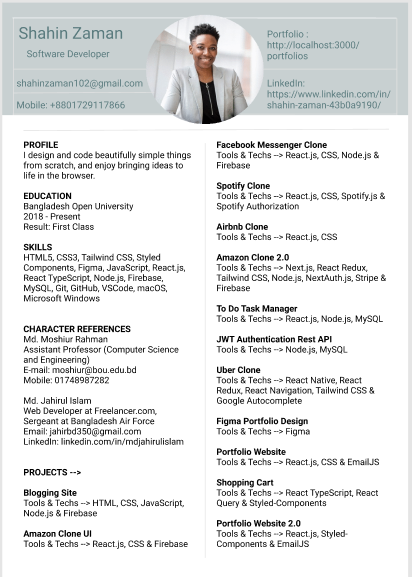 Shahin Zaman
Software Developer
shahinzaman102@gmail.com
Mobile: +8801729117866
Portfolio :
http://localhost:3000/
portfolios
LinkedIn:
https://www.linkedin.com/in/
shahin-zaman-43b0a9190/
PROFILE
I design and code beautifully simple things
from scratch, and enjoy bringing ideas to
life in the browser.
EDUCATION
Bangladesh Open University
2018 - Present
Result: First Class
SKILLS
HTML5, CSS3, Tailwind CSS, Styled
Components, Figma, JavaScript, React.js,
React TypeScript, Node.js, Firebase,
MySQL, Git, GitHub, VSCode, macOS,
Microsoft Windows
CHARACTER REFERENCES
Md. Moshiur Rahman
Assistant Professor (Computer Science
and Engineering)
E-mail: moshiur@bou.edu.bd
Mobile: 01748987282
Md. Jahirul Islam
Web Developer at Freelancer.com,
Sergeant at Bangladesh Air Force
Email: jahirbd350@gmail.com
LinkedIn: linkedin.com/in/mdjahirulislam
PROJECTS -->
Blogging Site
Tools & Techs --> HTML, CSS, JavaScript,
Node.js & Firebase
Amazon Clone UI
Tools & Techs --> React.js, CSS & Firebase
Facebook Messenger Clone
Tools & Techs --> React.js, CSS, Node.js &
Firebase
Spotify Clone
Tools & Techs --> React.js, CSS, Spotify.js &
Spotify Authorization
Airbnb Clone
Tools & Techs --> React.js, CSS
Amazon Clone 2.0
Tools & Techs --> Next.js, React Redux,
Tailwind CSS, Node.js, NextAuth.js, Stripe &
Firebase
To Do Task Manager
Tools & Techs --> React.js, Node.js, MySQL
JWT Authentication Rest API
Tools & Techs --> Node.js, MySQL
Uber Clone
Tools & Techs --> React Native, React
Redux, React Navigation, Tailwind CSS &
Google Autocomplete
Figma Portfolio Design
Tools & Techs --> Figma
Portfolio Website
Tools & Techs --> React.js, CSS & EmailJS
Shopping Cart
Tools & Techs --> React TypeScript, React
Query & Styled-Components
Portfolio Website 2.0
Tools & Techs --> React.js, Styled-
Components & EmailJS